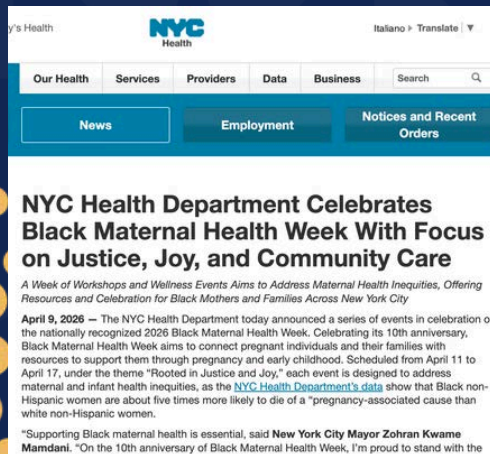 y's Health
NYC
Health
Italiano Translate
Our Health Services Providers Data Business Search
News Employment Notices and Recent
Orders
NYC Health Department Celebrates
Black Maternal Health Week With Focus
on Justice, Joy, and Community Care
A Week of Workshops and Wellness Events Aims to Address Maternal Health Inequities, Offering
Resources and Celebration for Black Mothers and Families Across New York City
April 9, 2026 — The NYC Health Department today announced a series of events in celebration o
the nationally recognized 2026 Black Maternal Health Week. Celebrating its 10th anniversary,
Black Maternal Health Week aims to connect pregnant individuals and their families with
resources to support them through pregnancy and early childhood. Scheduled from April 11 to
April 17, under the theme “Rooted in Justice and Joy,” each event is designed to address
maternal and infant health inequities, as the NYC Health Department's data show that Black non-
Hispanic women are about five times more likely to die of a “pregnancy-associated cause than
white non-Hispanic women.
“Supporting Black maternal health is essential, said New York City Mayor Zohran Kwame
Mamdani. “On the 10th anniversary of Black Maternal Health Week, I'm proud to stand with the